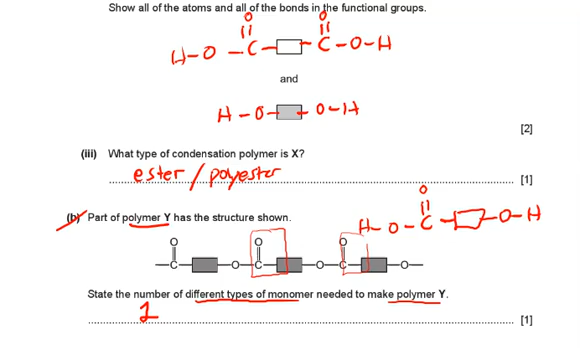 Show all of the atoms and all of the bonds in the functional groups.
O O
H-O-C- -C-O-H
and
H-O- -O-H
[2]
(iii) What type of condensation polymer is X?
ester / polyester [1]
(b) Part of polymer Y has the structure shown.
O
H-O-C- -O-H
O O O
-C- -O-C- -O-C- -O-
State the number of different types of monomer needed to make polymer Y.
1 [1]